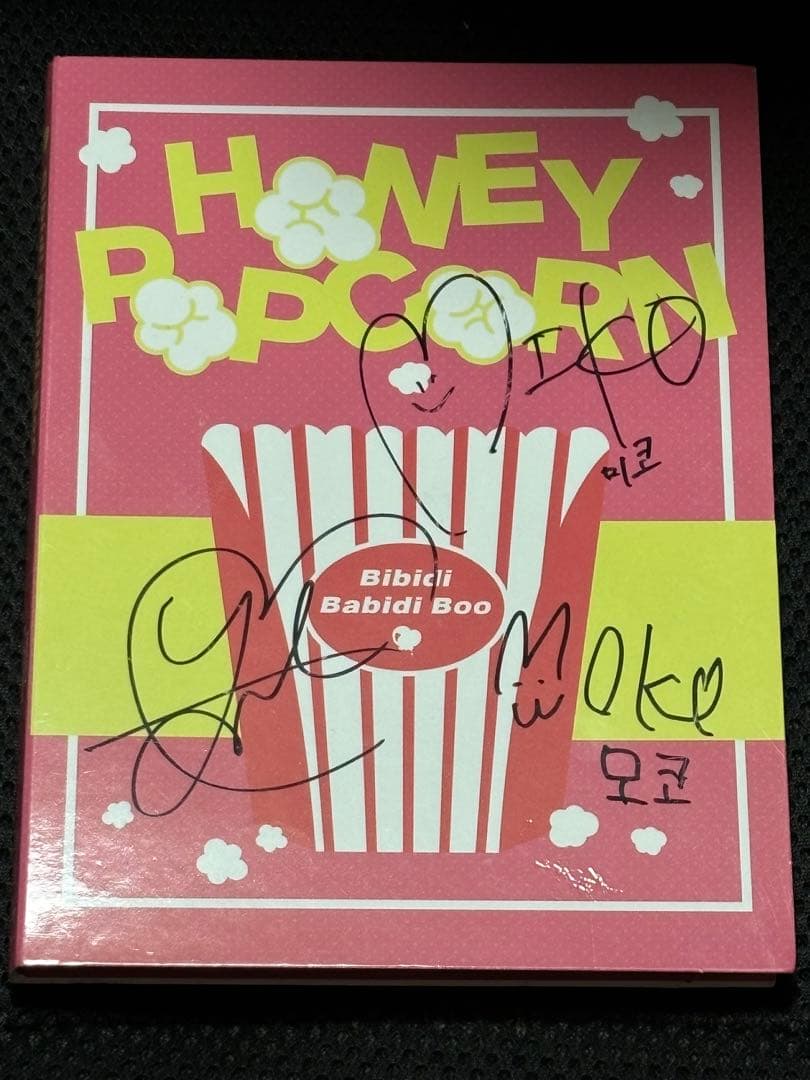 HONEY
POPCORN
MIKO
미코
Bibidi
Babidi Boo
MOKO
모코